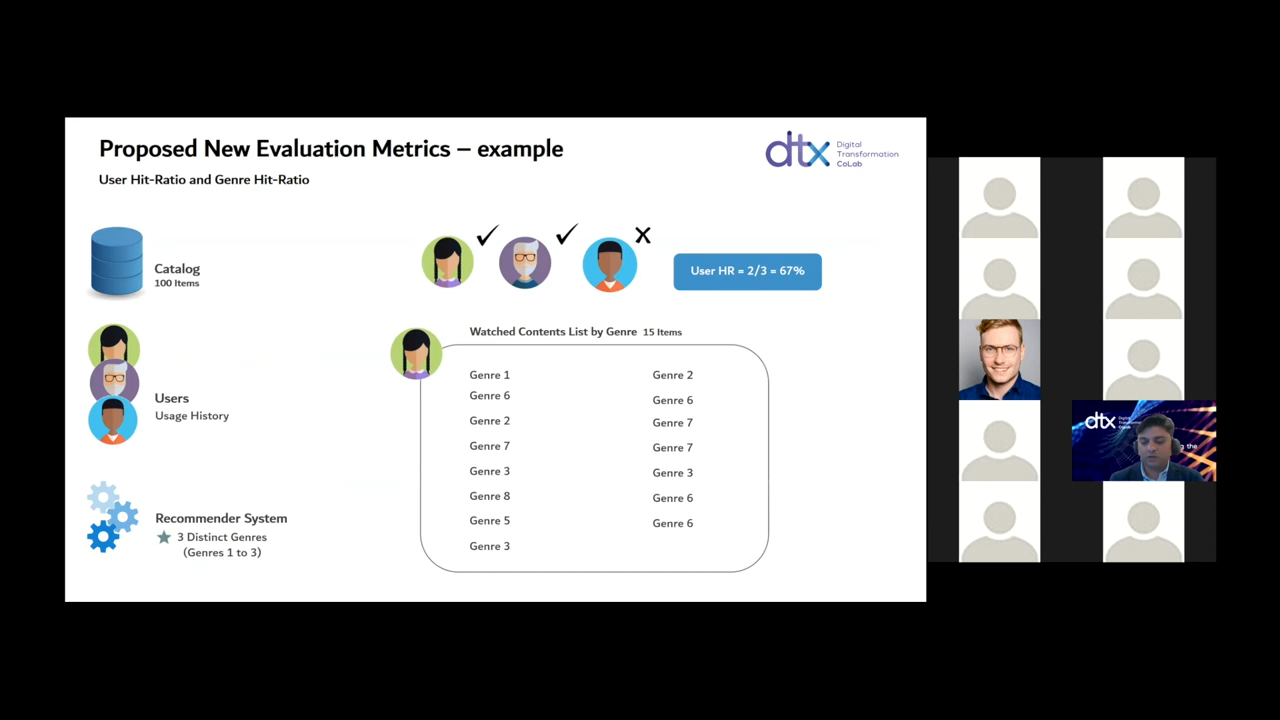 Proposed New Evaluation Metrics – example
User Hit-Ratio and Genre Hit-Ratio
dtx Digital
Transformation
CoLab
Catalog
100 Items
User HR = 2/3 = 67%
Users
Usage History
Recommender System
3 Distinct Genres
(Genres 1 to 3)
Watched Contents List by Genre 15 Items
Genre 1
Genre 6
Genre 2
Genre 7
Genre 3
Genre 8
Genre 5
Genre 3
Genre 2
Genre 6
Genre 7
Genre 7
Genre 3
Genre 6
Genre 6
dtx
the